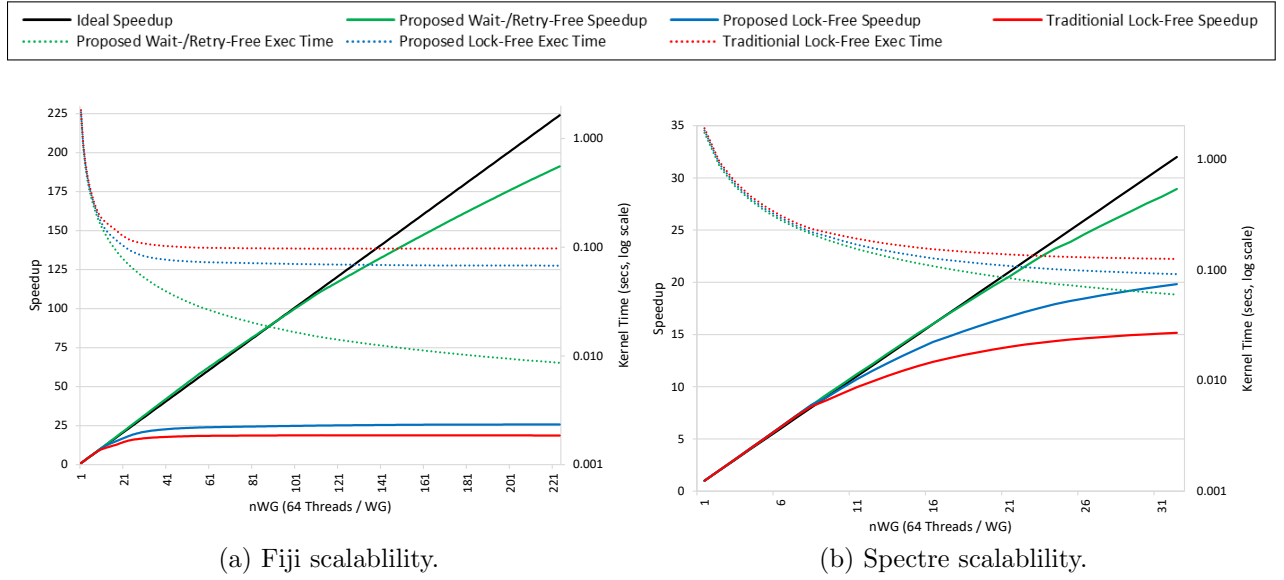 Ideal Speedup Proposed Wait-/Retry-Free Speedup Proposed Lock-Free Speedup Traditionial Lock-Free Speedup
Proposed Wait-/Retry-Free Exec Time Proposed Lock-Free Exec Time Traditionial Lock-Free Exec Time
Speedup
225
200
175
150
125
100
75
50
25
0
1 21 41 61 81 101 121 141 161 181 201 221
nWG (64 Threads / WG)
1.000
0.100
0.010
0.001
Kernel Time (secs, log scale)
(a) Fiji scalablility.
Speedup
35
30
25
20
15
10
5
0
1 6 11 16 21 26 31
nWG (64 Threads / WG)
1.000
0.100
0.010
0.001
Kernel Time (secs, log scale)
(b) Spectre scalablility.